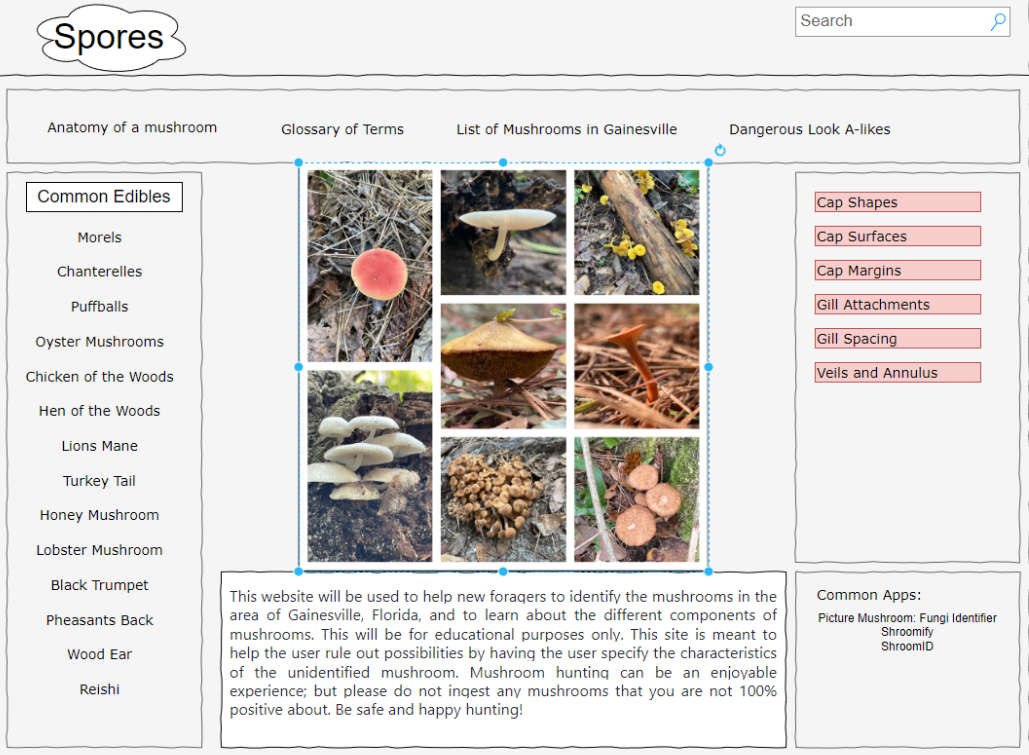 Spores
Search
Anatomy of a mushroom
Glossary of Terms
List of Mushrooms in Gainesville
Dangerous Look A-likes
Common Edibles
Morels
Chanterelles
Puffballs
Oyster Mushrooms
Chicken of the Woods
Hen of the Woods
Lions Mane
Turkey Tail
Honey Mushroom
Lobster Mushroom
Black Trumpet
Pheasants Back
Wood Ear
Reishi
This website will be used to help new foragers to identify the mushrooms in the
area of Gainesville, Florida, and to learn about the different components of
mushrooms. This will be for educational purposes only. This site is meant to
help the user rule out possibilities by having the user specify the characteristics
of the unidentified mushroom. Mushroom hunting can be an enjoyable
experience; but please do not ingest any mushrooms that you are not 100%
positive about. Be safe and happy hunting!
Cap Shapes
Cap Surfaces
Cap Margins
Gill Attachments
Gill Spacing
Veils and Annulus
Common Apps:
Picture Mushroom: Fungi Identifier
Shroomify
ShroomID